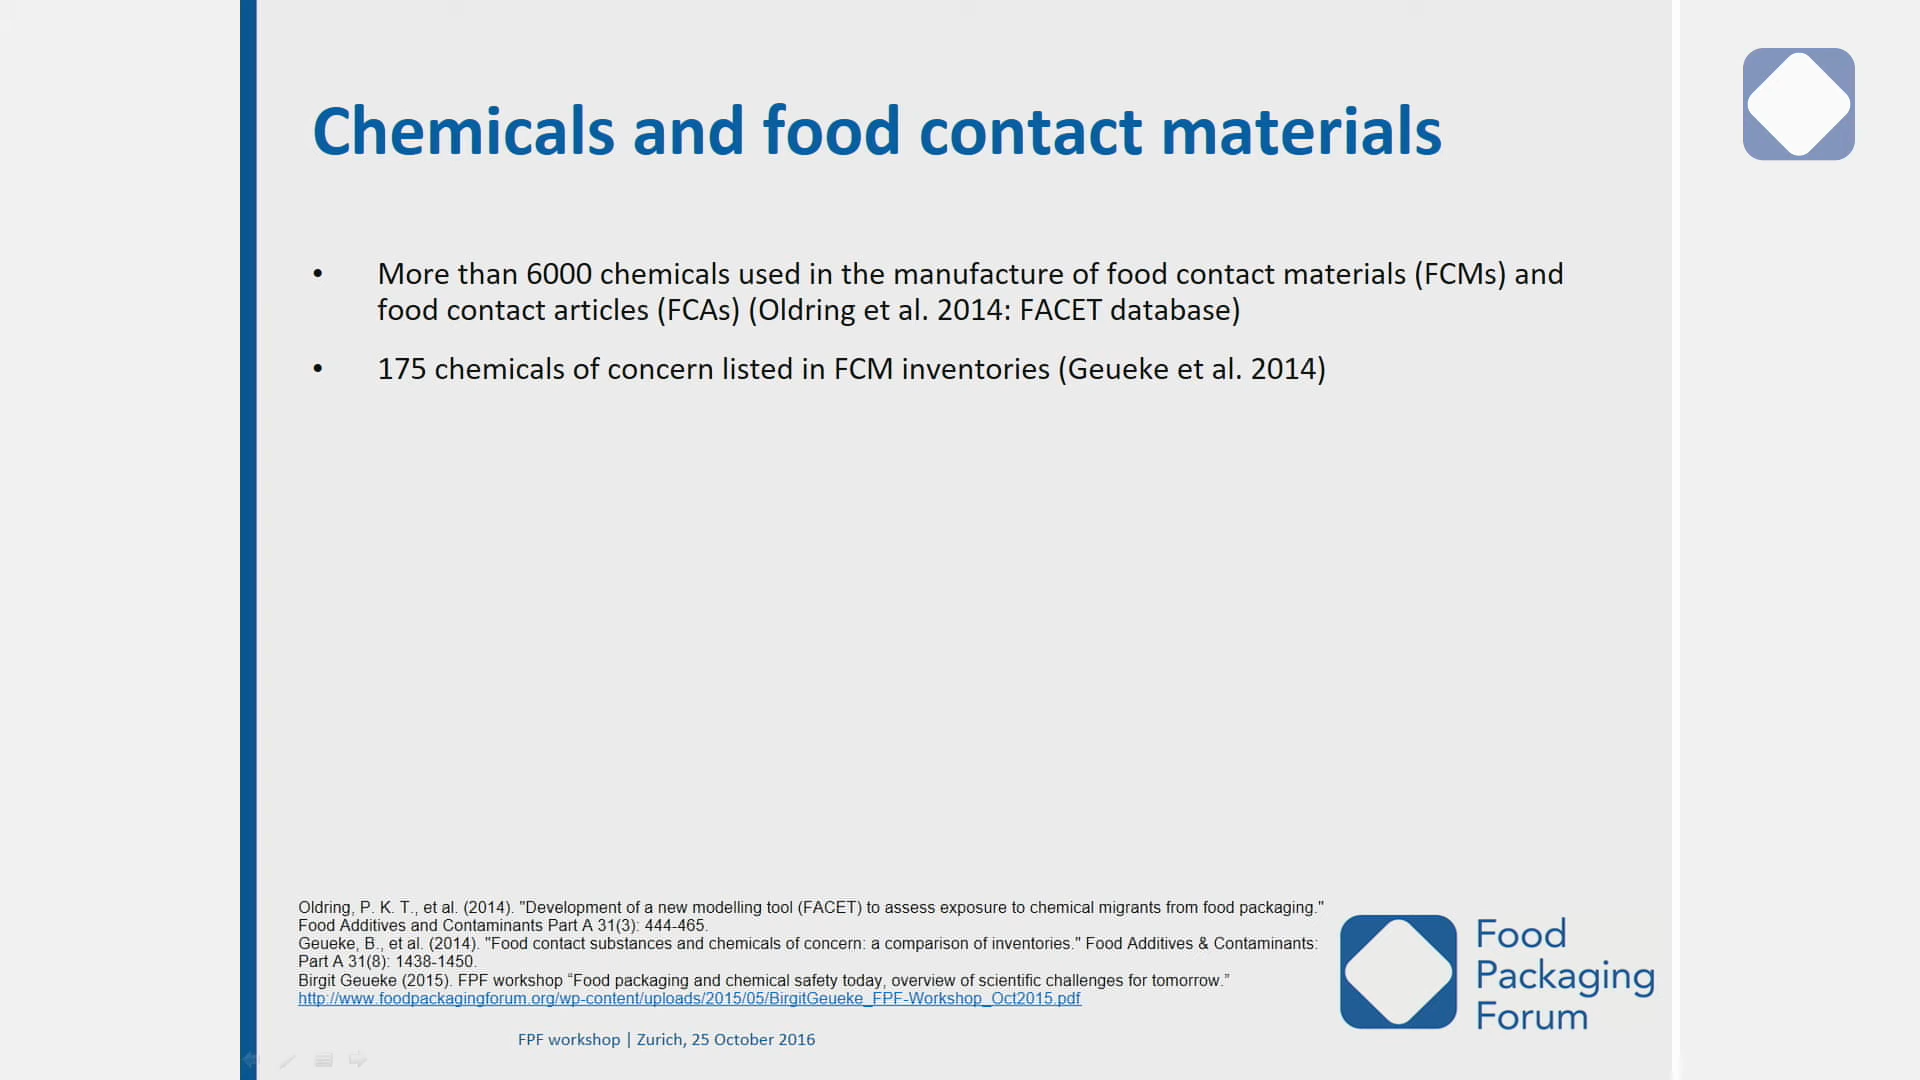 Chemicals and food contact materials
• More than 6000 chemicals used in the manufacture of food contact materials (FCMs) and
food contact articles (FCAs) (Oldring et al. 2014: FACET database)
• 175 chemicals of concern listed in FCM inventories (Geueke et al. 2014)
Oldring, P. K. T., et al. (2014). "Development of a new modelling tool (FACET) to assess exposure to chemical migrants from food packaging."
Food Additives and Contaminants Part A 31(3): 444-465.
Geueke, B., et al. (2014). "Food contact substances and chemicals of concern: a comparison of inventories." Food Additives & Contaminants:
Part A 31(8): 1438-1450.
Birgit Geueke (2015). FPF workshop “Food packaging and chemical safety today, overview of scientific challenges for tomorrow.”
http://www.foodpackagingforum.org/wp-content/uploads/2015/05/BirgitGeueke_FPF-Workshop_Oct2015.pdf
Food
Packaging
Forum
FPF workshop | Zurich, 25 October 2016